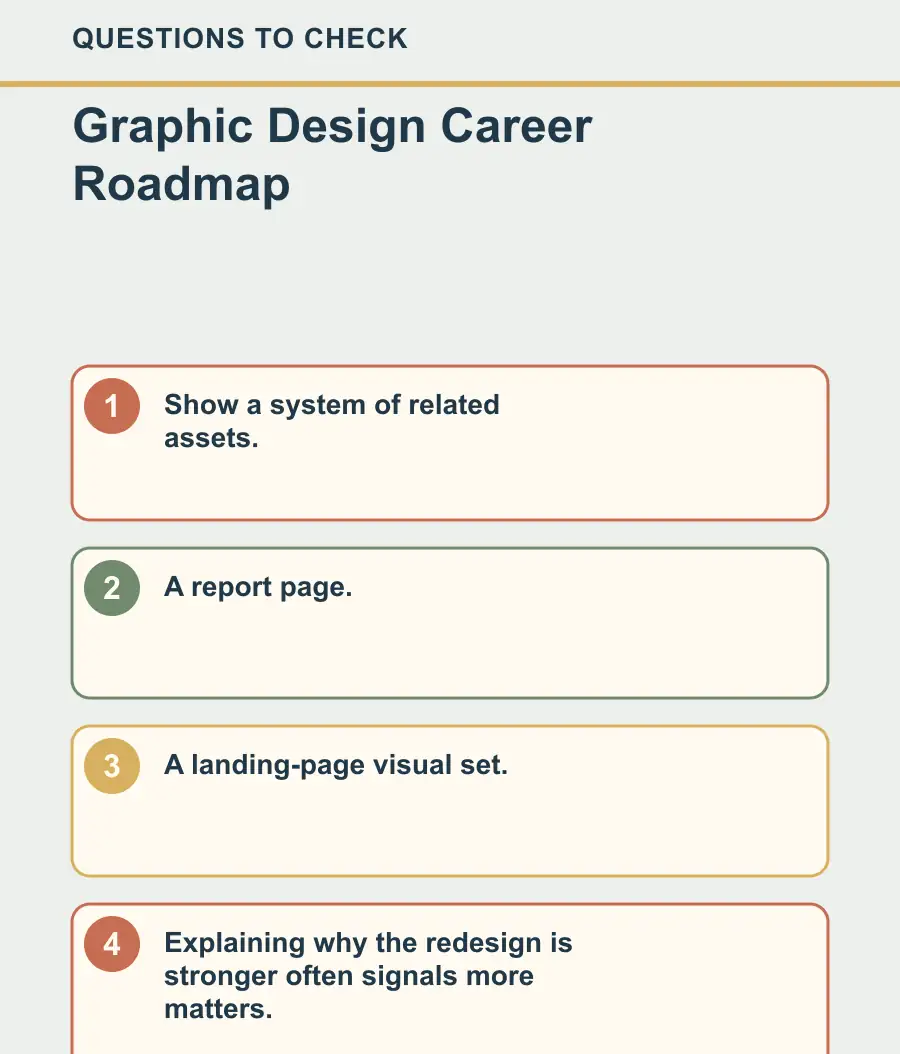 QUESTIONS TO CHECK
Graphic Design Career
Roadmap
1
Show a system of related
assets.
2
A report page.
3
A landing-page visual set.
4
Explaining why the redesign is
stronger often signals more
matters.